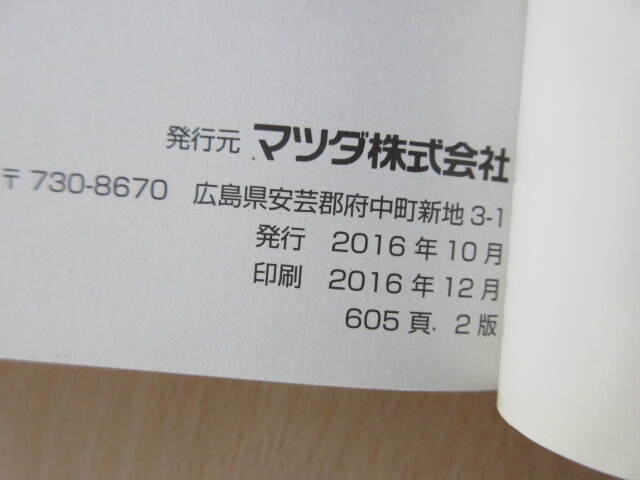 発行元 マツダ株式会社
〒 730-8670 広島県安芸郡府中町新地 3-1
発行 2016 年 10 月
印刷 2016 年 12 月
605 頁. 2 版